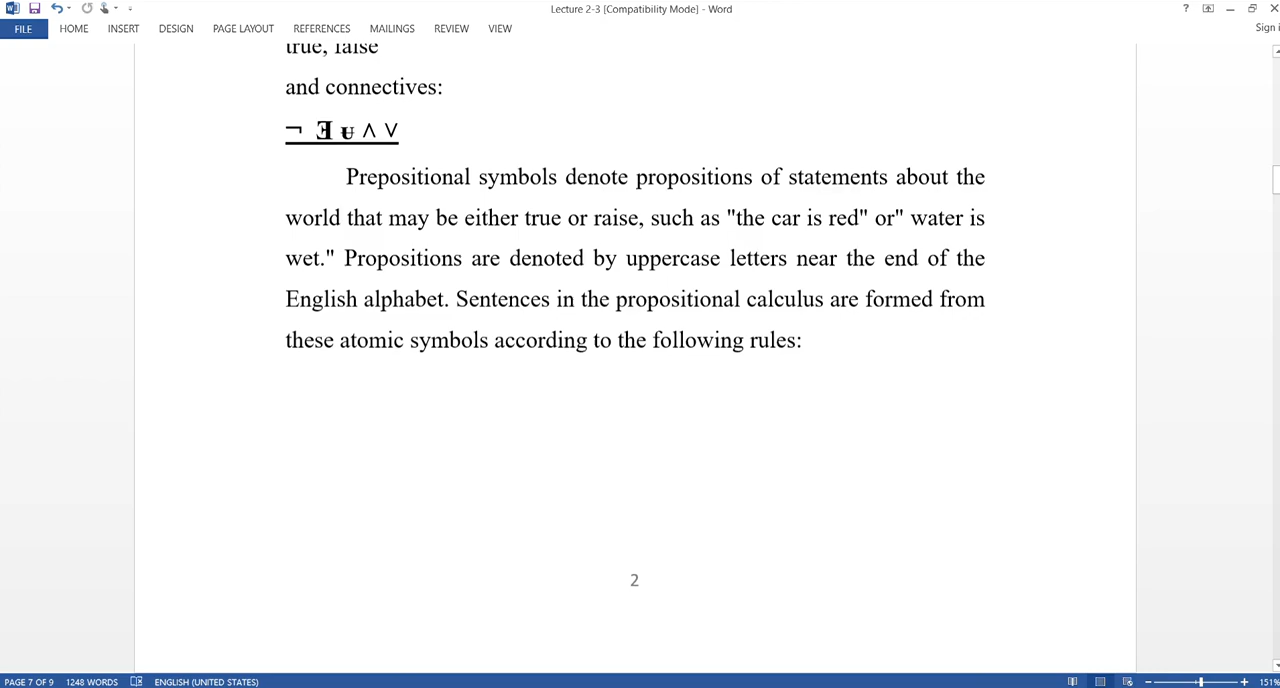 Lecture 2-3 [Compatibility Mode] - Word
?
FILE HOME INSERT DESIGN PAGE LAYOUT REFERENCES MAILINGS REVIEW VIEW
Sign i
true, false
and connectives:
¬ ∃ ∧ ∨
Prepositional symbols denote propositions of statements about the
world that may be either true or raise, such as "the car is red" or" water is
wet." Propositions are denoted by uppercase letters near the end of the
English alphabet. Sentences in the propositional calculus are formed from
these atomic symbols according to the following rules:
2
PAGE 7 OF 9 1248 WORDS ENGLISH (UNITED STATES) 151%